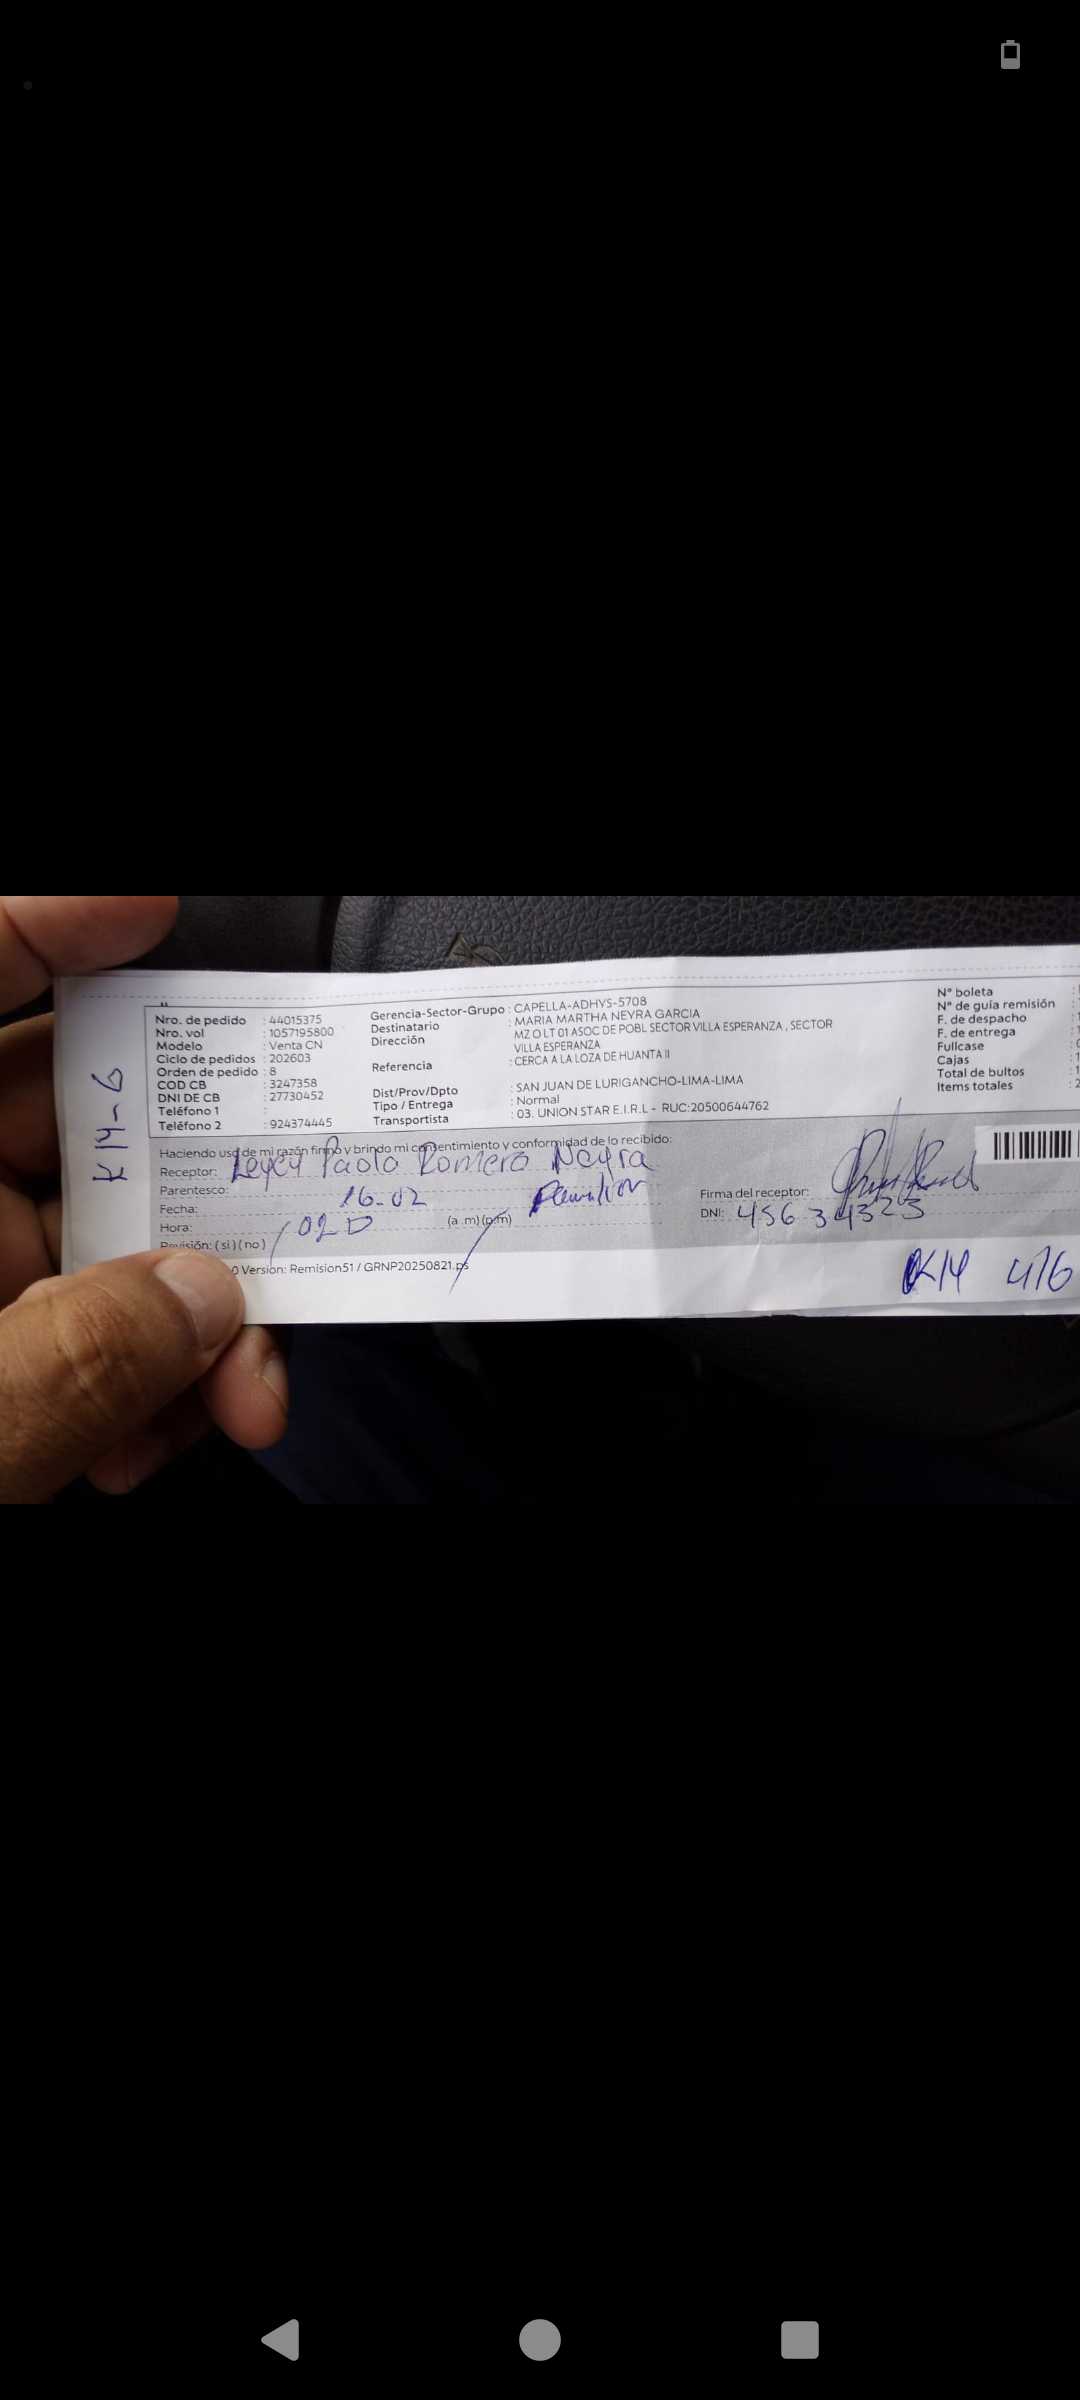 Nro. de pedido : 44015375
Nro. vol : 1057195800
Modelo : Venta CN
Ciclo de pedidos : 202603
Orden de pedido : 8
COD CB : 3247358
DNI DE CB : 27730452
Teléfono 1 :
Teléfono 2 : 924374445
Gerencia-Sector-Grupo : CAPELLA-ADHYS-5708
Destinatario : MARIA MARTHA NEYRA GARCIA
Dirección MZ O LT 01 ASOC DE POBL SECTOR VILLA ESPERANZA , SECTOR
VILLA ESPERANZA
Referencia : CERCA A LA LOZA DE HUANTA II
Dist/Prov/Dpto : SAN JUAN DE LURIGANCHO-LIMA-LIMA
Tipo / Entrega : Normal
Transportista : 03. UNION STAR E.I.R.L - RUC:20500644762
N° boleta
N° de guía remisión
F. de despacho
F. de entrega
Fullcase
Cajas
Total de bultos
Items totales
K14-6
Haciendo uso de mi razón firmo y brindo mi consentimiento y conformidad de lo recibido:
Receptor: Paolo Romero Neyra
Parentesco:
Fecha: 16-02
Hora: (a .m) (p.m)
Revisión: ( si ) ( no )
Firma del receptor:
DNI: 45634323
0 Version: Remision51 / GRNP20250821.ps
K14 4/6